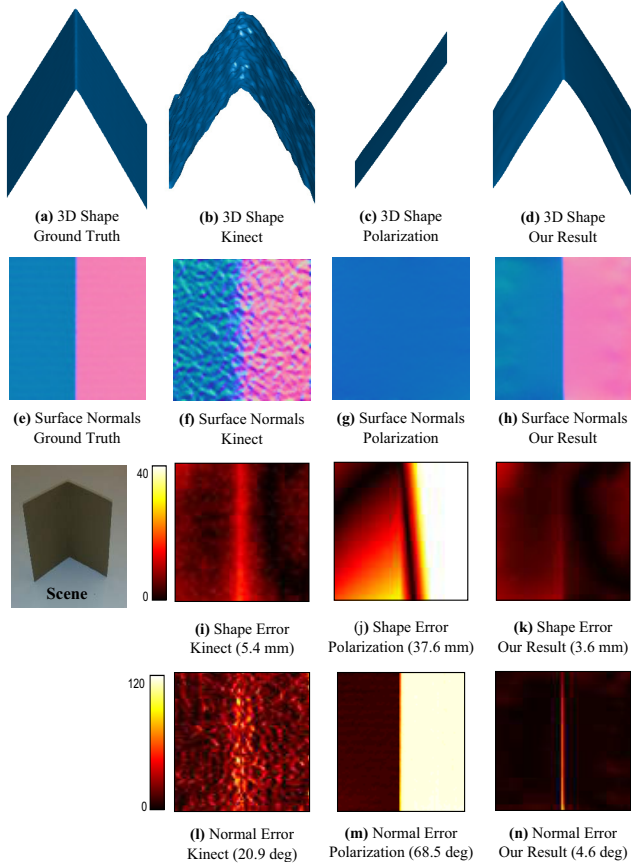 (a) 3D Shape
Ground Truth
(b) 3D Shape
Kinect
(c) 3D Shape
Polarization
(d) 3D Shape
Our Result
(e) Surface Normals
Ground Truth
(f) Surface Normals
Kinect
(g) Surface Normals
Polarization
(h) Surface Normals
Our Result
Scene
40
0
(i) Shape Error
Kinect (5.4 mm)
(j) Shape Error
Polarization (37.6 mm)
(k) Shape Error
Our Result (3.6 mm)
120
0
(l) Normal Error
Kinect (20.9 deg)
(m) Normal Error
Polarization (68.5 deg)
(n) Normal Error
Our Result (4.6 deg)